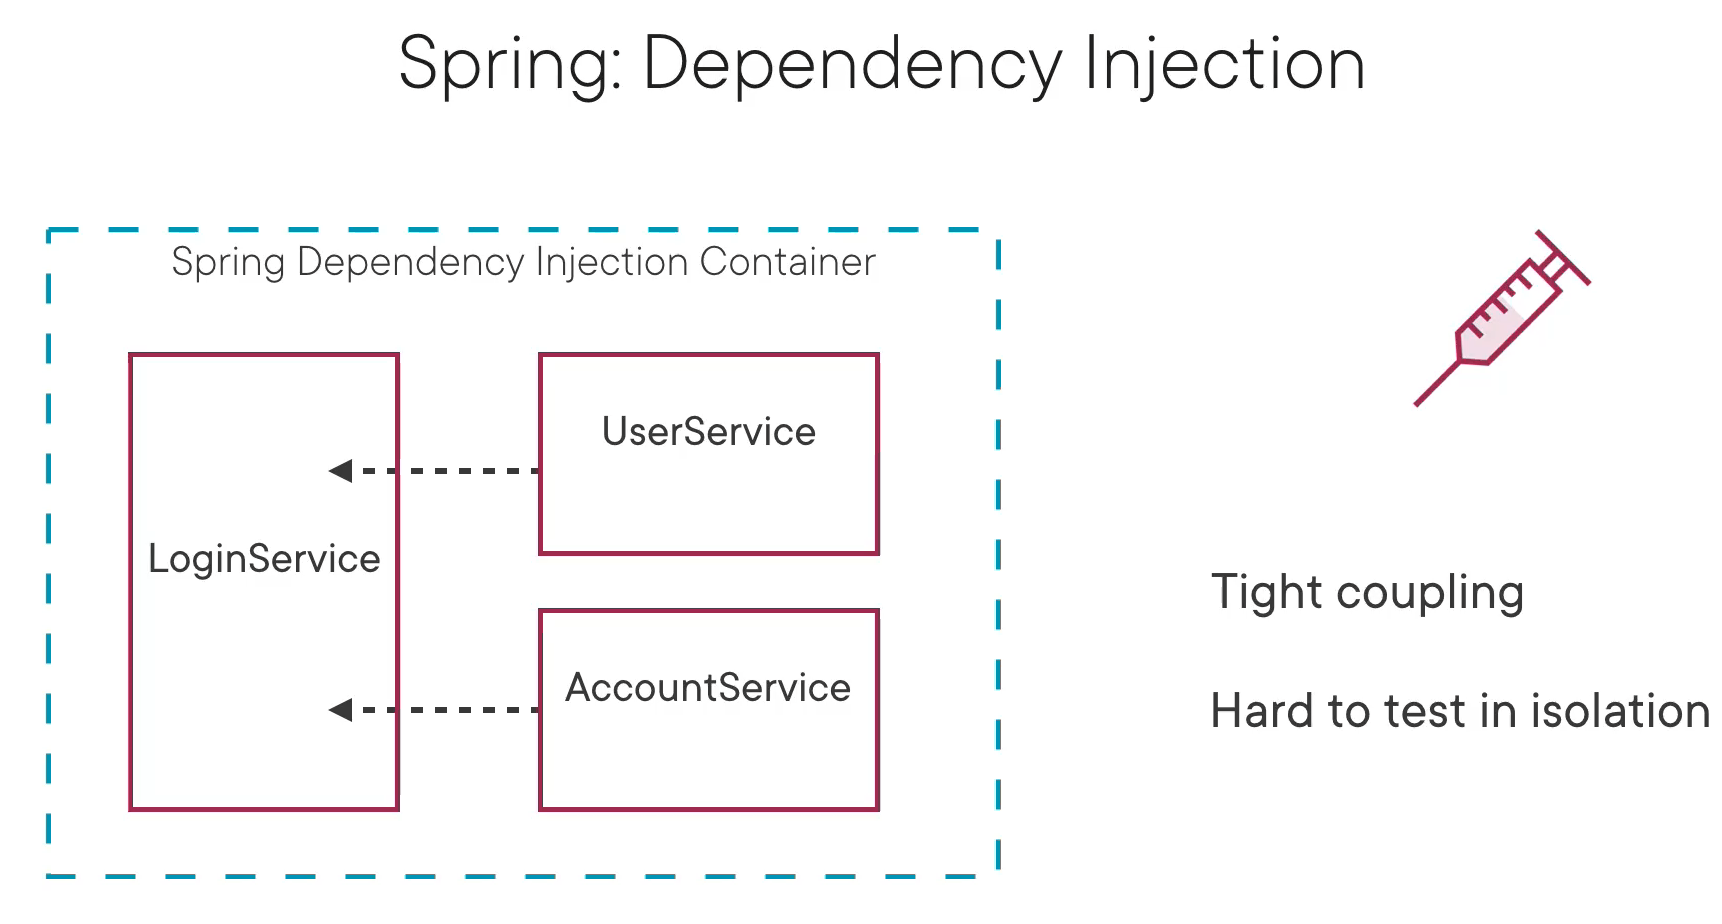 Spring: Dependency Injection
Spring Dependency Injection Container
UserService
LoginService
AccountService
Tight coupling
Hard to test in isolation